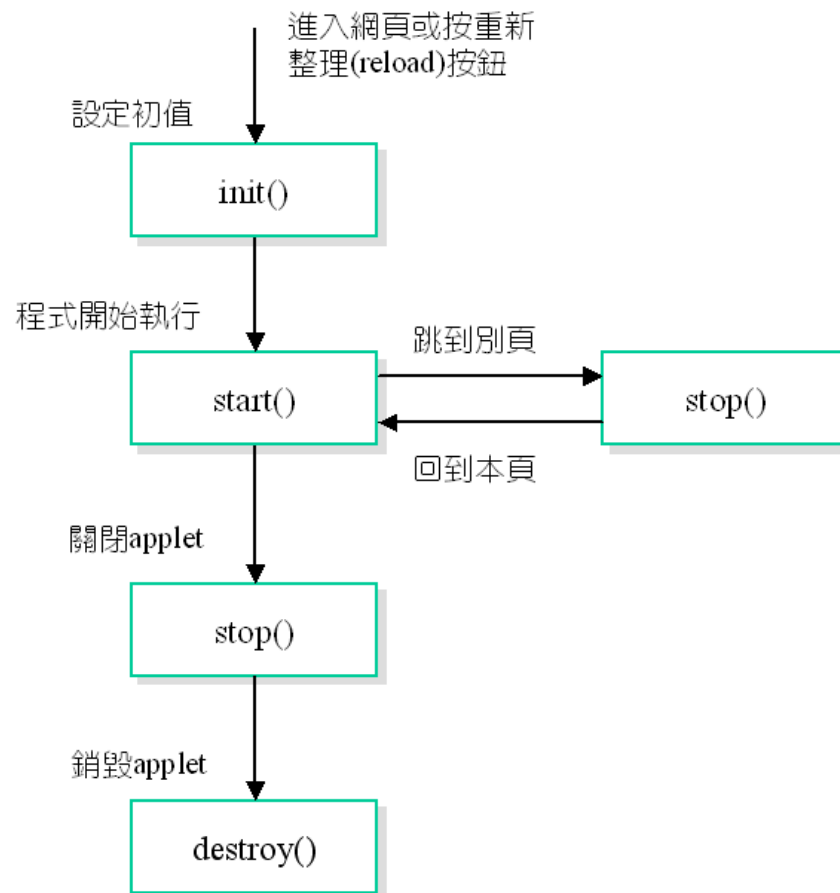 進入網頁或按重新
整理(reload)按鈕
設定初值
init()
程式開始執行
跳到別頁
start()
stop()
回到本頁
關閉applet
stop()
銷毀applet
destroy()